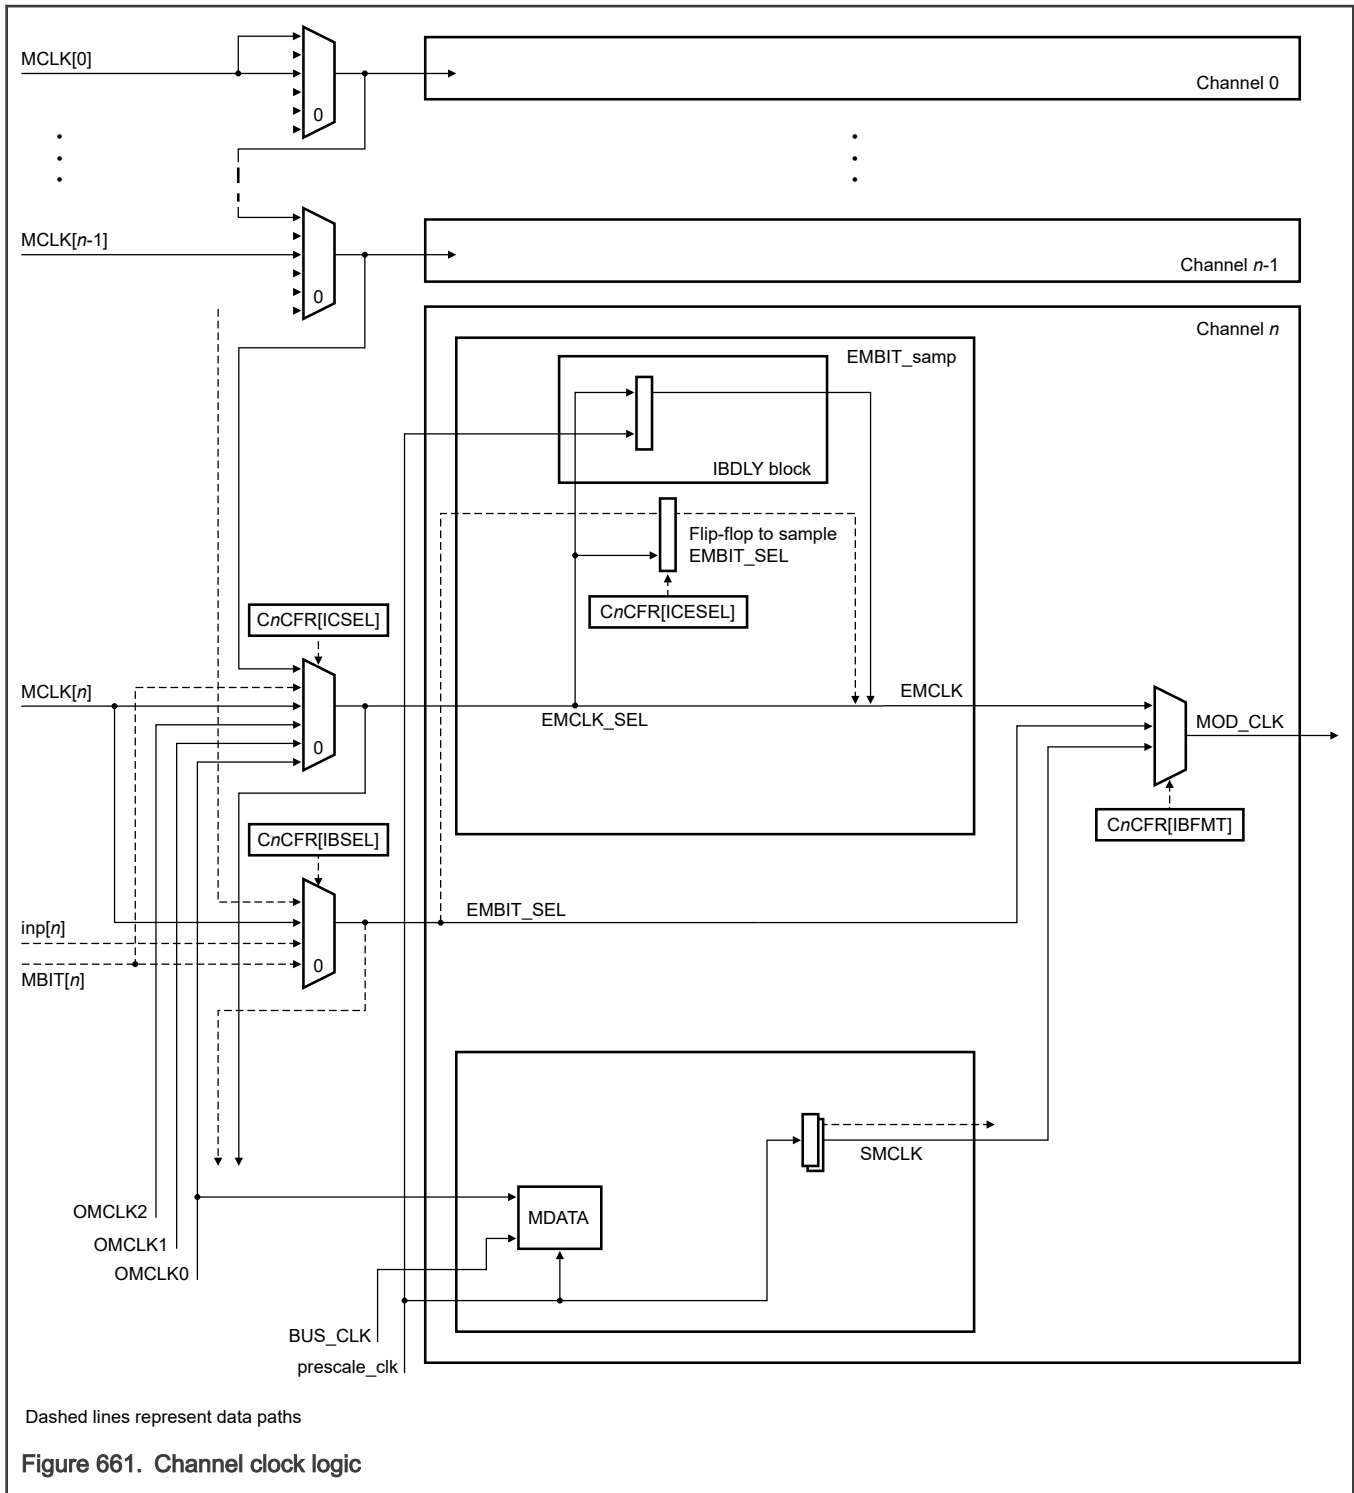 MCLK[0]
0
Channel 0
MCLK[n-1]
0
Channel n-1
Channel n
EMBIT_samp
IBDLY block
Flip-flop to sample
EMBIT_SEL
CnCFR[ICESEL]
CnCFR[ICSEL]
MCLK[n]
0
EMCLK_SEL
EMCLK
MOD_CLK
CnCFR[IBFMT]
CnCFR[IBSEL]
EMBIT_SEL
inp[n]
MBIT[n]
0
SMCLK
MDATA
OMCLK2
OMCLK1
OMCLK0
BUS_CLK
prescale_clk
Dashed lines represent data paths
Figure 661. Channel clock logic